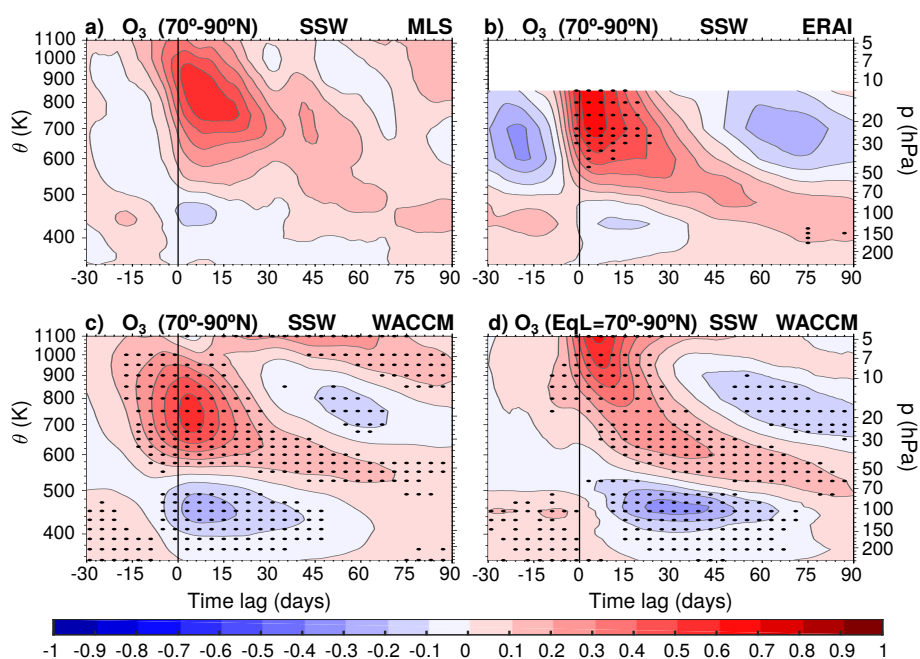 a) O₃ (70º-90ºN) SSW MLS
b) O₃ (70º-90ºN) SSW ERAI
1100
1000
900
800
700
600
500
400
θ (K)
5
7
10
20
30
50
70
100
150
200
p (hPa)
-30 -15 0 15 30 45 60 75 90
-30 -15 0 15 30 45 60 75 90
c) O₃ (70º-90ºN) SSW WACCM
d) O₃ (EqL=70º-90ºN) SSW WACCM
1100
1000
900
800
700
600
500
400
θ (K)
5
7
10
20
30
50
70
100
150
200
p (hPa)
-30 -15 0 15 30 45 60 75 90
-30 -15 0 15 30 45 60 75 90
Time lag (days)
Time lag (days)
-1 -0.9 -0.7 -0.6 -0.5 -0.4 -0.3 -0.2 -0.1 0 0.1 0.2 0.3 0.4 0.5 0.6 0.7 0.8 0.9 1